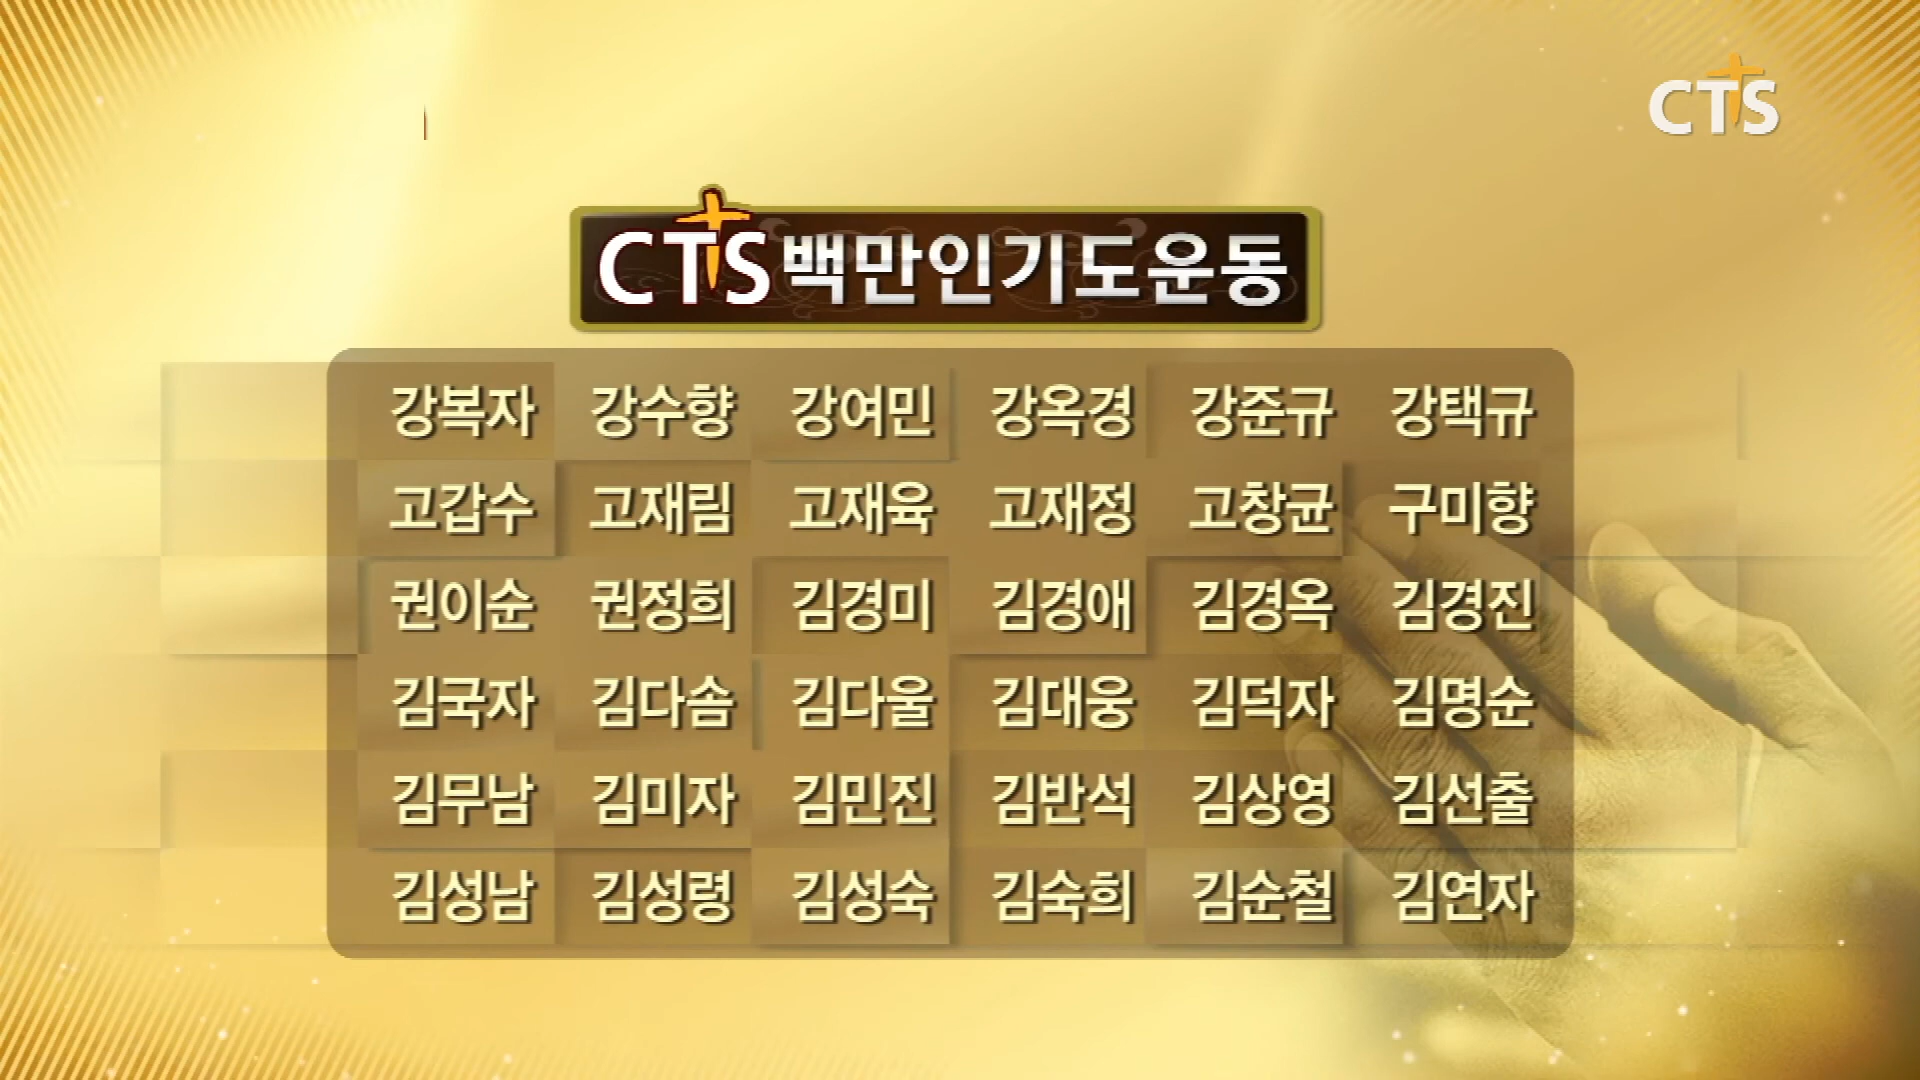 CTS
CTS백만인기도운동
강복자 강수향 강여민 강옥경 강준규 강택규
고갑수 고재림 고재육 고재정 고창균 구미향
권이순 권정희 김경미 김경애 김경옥 김경진
김국자 김다솜 김다울 김대웅 김덕자 김명순
김무남 김미자 김민진 김반석 김상영 김선출
김성남 김성령 김성숙 김숙희 김순철 김연자